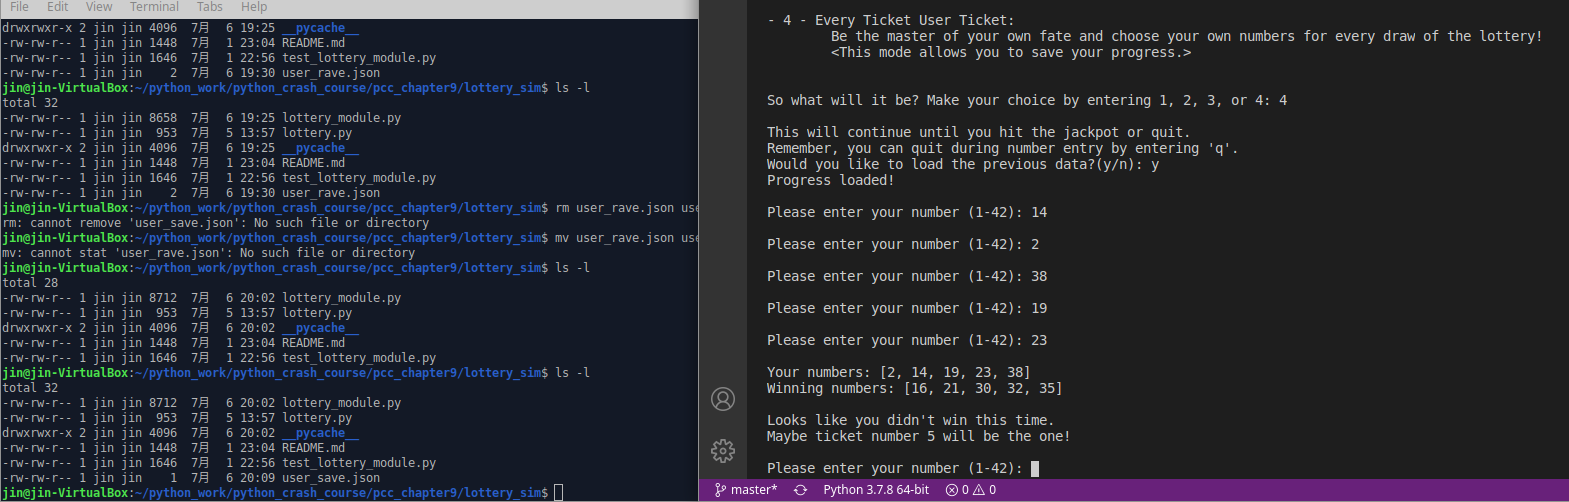 File Edit View Terminal Tabs Help
drwxrwxr-x 2 jin jin 4096 7月 6 19:25 __pycache__
-rw-rw-r-- 1 jin jin 1448 7月 1 23:04 README.md
-rw-rw-r-- 1 jin jin 1646 7月 1 22:56 test_lottery_module.py
-rw-rw-r-- 1 jin jin 2 7月 6 19:30 user_rave.json
jin@jin-VirtualBox:~/python_work/python_crash_course/pcc_chapter9/lottery_sim$ ls -l
total 32
-rw-rw-r-- 1 jin jin 8658 7月 6 19:25 lottery_module.py
-rw-rw-r-- 1 jin jin 953 7月 5 13:57 lottery.py
drwxrwxr-x 2 jin jin 4096 7月 6 19:25 __pycache__
-rw-rw-r-- 1 jin jin 1448 7月 1 23:04 README.md
-rw-rw-r-- 1 jin jin 1646 7月 1 22:56 test_lottery_module.py
-rw-rw-r-- 1 jin jin 2 7月 6 19:30 user_rave.json
jin@jin-VirtualBox:~/python_work/python_crash_course/pcc_chapter9/lottery_sim$ rm user_rave.json use
rm: cannot remove 'user_save.json': No such file or directory
jin@jin-VirtualBox:~/python_work/python_crash_course/pcc_chapter9/lottery_sim$ mv user_rave.json use
mv: cannot stat 'user_rave.json': No such file or directory
jin@jin-VirtualBox:~/python_work/python_crash_course/pcc_chapter9/lottery_sim$ ls -l
total 28
-rw-rw-r-- 1 jin jin 8712 7月 6 20:02 lottery_module.py
-rw-rw-r-- 1 jin jin 953 7月 5 13:57 lottery.py
drwxrwxr-x 2 jin jin 4096 7月 6 20:02 __pycache__
-rw-rw-r-- 1 jin jin 1448 7月 1 23:04 README.md
-rw-rw-r-- 1 jin jin 1646 7月 1 22:56 test_lottery_module.py
jin@jin-VirtualBox:~/python_work/python_crash_course/pcc_chapter9/lottery_sim$ ls -l
total 32
-rw-rw-r-- 1 jin jin 8712 7月 6 20:02 lottery_module.py
-rw-rw-r-- 1 jin jin 953 7月 5 13:57 lottery.py
drwxrwxr-x 2 jin jin 4096 7月 6 20:02 __pycache__
-rw-rw-r-- 1 jin jin 1448 7月 1 23:04 README.md
-rw-rw-r-- 1 jin jin 1646 7月 1 22:56 test_lottery_module.py
-rw-rw-r-- 1 jin jin 1 7月 6 20:09 user_save.json
jin@jin-VirtualBox:~/python_work/python_crash_course/pcc_chapter9/lottery_sim$
- 4 - Every Ticket User Ticket:
Be the master of your own fate and choose your own numbers for every draw of the lottery!
<This mode allows you to save your progress.>
So what will it be? Make your choice by entering 1, 2, 3, or 4: 4
This will continue until you hit the jackpot or quit.
Remember, you can quit during number entry by entering 'q'.
Would you like to load the previous data?(y/n): y
Progress loaded!
Please enter your number (1-42): 14
Please enter your number (1-42): 2
Please enter your number (1-42): 38
Please enter your number (1-42): 19
Please enter your number (1-42): 23
Your numbers: [2, 14, 19, 23, 38]
Winning numbers: [16, 21, 30, 32, 35]
Looks like you didn't win this time.
Maybe ticket number 5 will be the one!
Please enter your number (1-42):
master* Python 3.7.8 64-bit 0 0